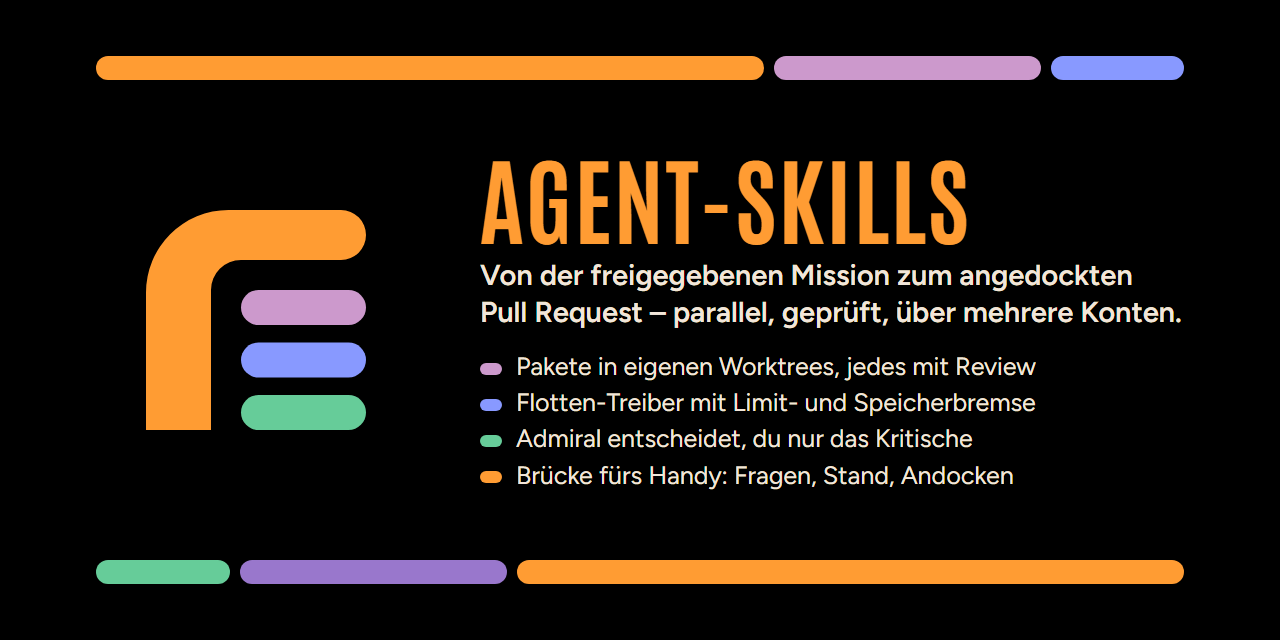 AGENT-SKILLS
Von der freigegebenen Mission zum angedockten
Pull Request – parallel, geprüft, über mehrere Konten.
Pakete in eigenen Worktrees, jedes mit Review
Flotten-Treiber mit Limit- und Speicherbremse
Admiral entscheidet, du nur das Kritische
Brücke fürs Handy: Fragen, Stand, Andocken